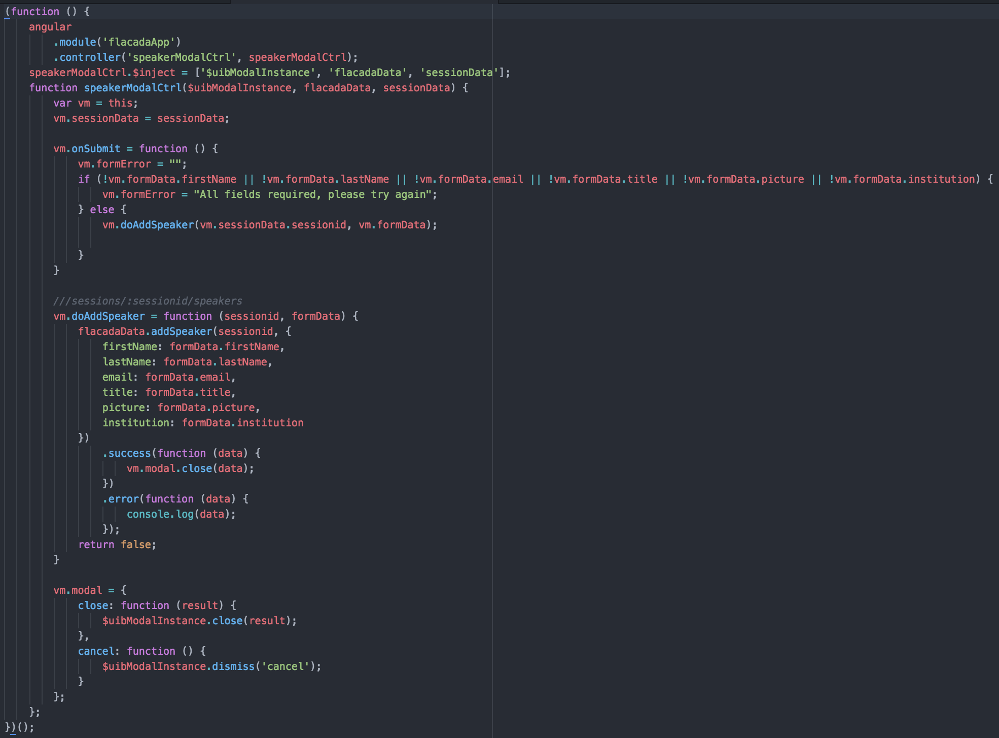 (function () {
    angular
        .module('flacadaApp')
        .controller('speakerModalCtrl', speakerModalCtrl);
    speakerModalCtrl.$inject = ['$uibModalInstance', 'flacadaData', 'sessionData'];
    function speakerModalCtrl($uibModalInstance, flacadaData, sessionData) {
        var vm = this;
        vm.sessionData = sessionData;

        vm.onSubmit = function () {
            vm.formError = "";
            if (!vm.formData.firstName || !vm.formData.lastName || !vm.formData.email || !vm.formData.title || !vm.formData.picture || !vm.formData.institution) {
                vm.formError = "All fields required, please try again";
            } else {
                vm.doAddSpeaker(vm.sessionData.sessionid, vm.formData);

            }
        }

        ///sessions/:sessionid/speakers
        vm.doAddSpeaker = function (sessionid, formData) {
            flacadaData.addSpeaker(sessionid, {
                firstName: formData.firstName,
                lastName: formData.lastName,
                email: formData.email,
                title: formData.title,
                picture: formData.picture,
                institution: formData.institution
            })
                .success(function (data) {
                    vm.modal.close(data);
                })
                .error(function (data) {
                    console.log(data);
                });
            return false;
        }

        vm.modal = {
            close: function (result) {
                $uibModalInstance.close(result);
            },
            cancel: function () {
                $uibModalInstance.dismiss('cancel');
            }
        };
    };
})();